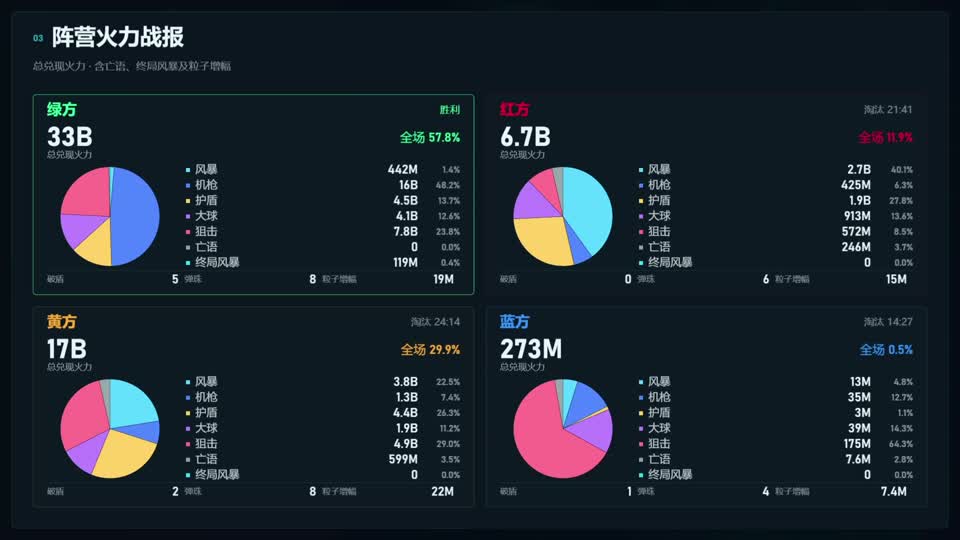 03 阵营火力战报
总兑现火力 · 含亡语、终局风暴及粒子增幅
绿方 胜利
33B 全场 57.8%
总兑现火力
风暴 442M 1.4%
机枪 16B 48.2%
护盾 4.5B 13.7%
大球 4.1B 12.6%
狙击 7.8B 23.8%
亡语 0 0.0%
终局风暴 119M 0.4%
破盾 5 弹珠 8 粒子增幅 19M
红方 淘汰 21:41
6.7B 全场 11.9%
总兑现火力
风暴 2.7B 40.1%
机枪 425M 6.3%
护盾 1.9B 27.8%
大球 913M 13.6%
狙击 572M 8.5%
亡语 246M 3.7%
终局风暴 0 0.0%
破盾 0 弹珠 6 粒子增幅 15M
黄方 淘汰 24:14
17B 全场 29.9%
总兑现火力
风暴 3.8B 22.5%
机枪 1.3B 7.4%
护盾 4.4B 26.3%
大球 1.9B 11.2%
狙击 4.9B 29.0%
亡语 599M 3.5%
终局风暴 0 0.0%
破盾 2 弹珠 8 粒子增幅 22M
蓝方 淘汰 14:27
273M 全场 0.5%
总兑现火力
风暴 13M 4.8%
机枪 35M 12.7%
护盾 3M 1.1%
大球 39M 14.3%
狙击 175M 64.3%
亡语 7.6M 2.8%
终局风暴 0 0.0%
破盾 1 弹珠 4 粒子增幅 7.4M